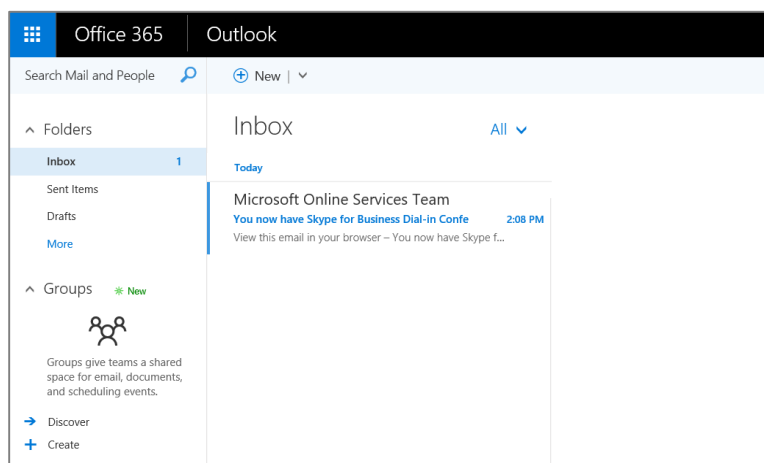 Office 365 Outlook
Search Mail and People New
Folders
Inbox 1
Sent Items
Drafts
More
Groups New
Groups give teams a shared
space for email, documents,
and scheduling events.
Discover
Create
Inbox All
Today
Microsoft Online Services Team
You now have Skype for Business Dial-in Confe 2:08 PM
View this email in your browser – You now have Skype f...